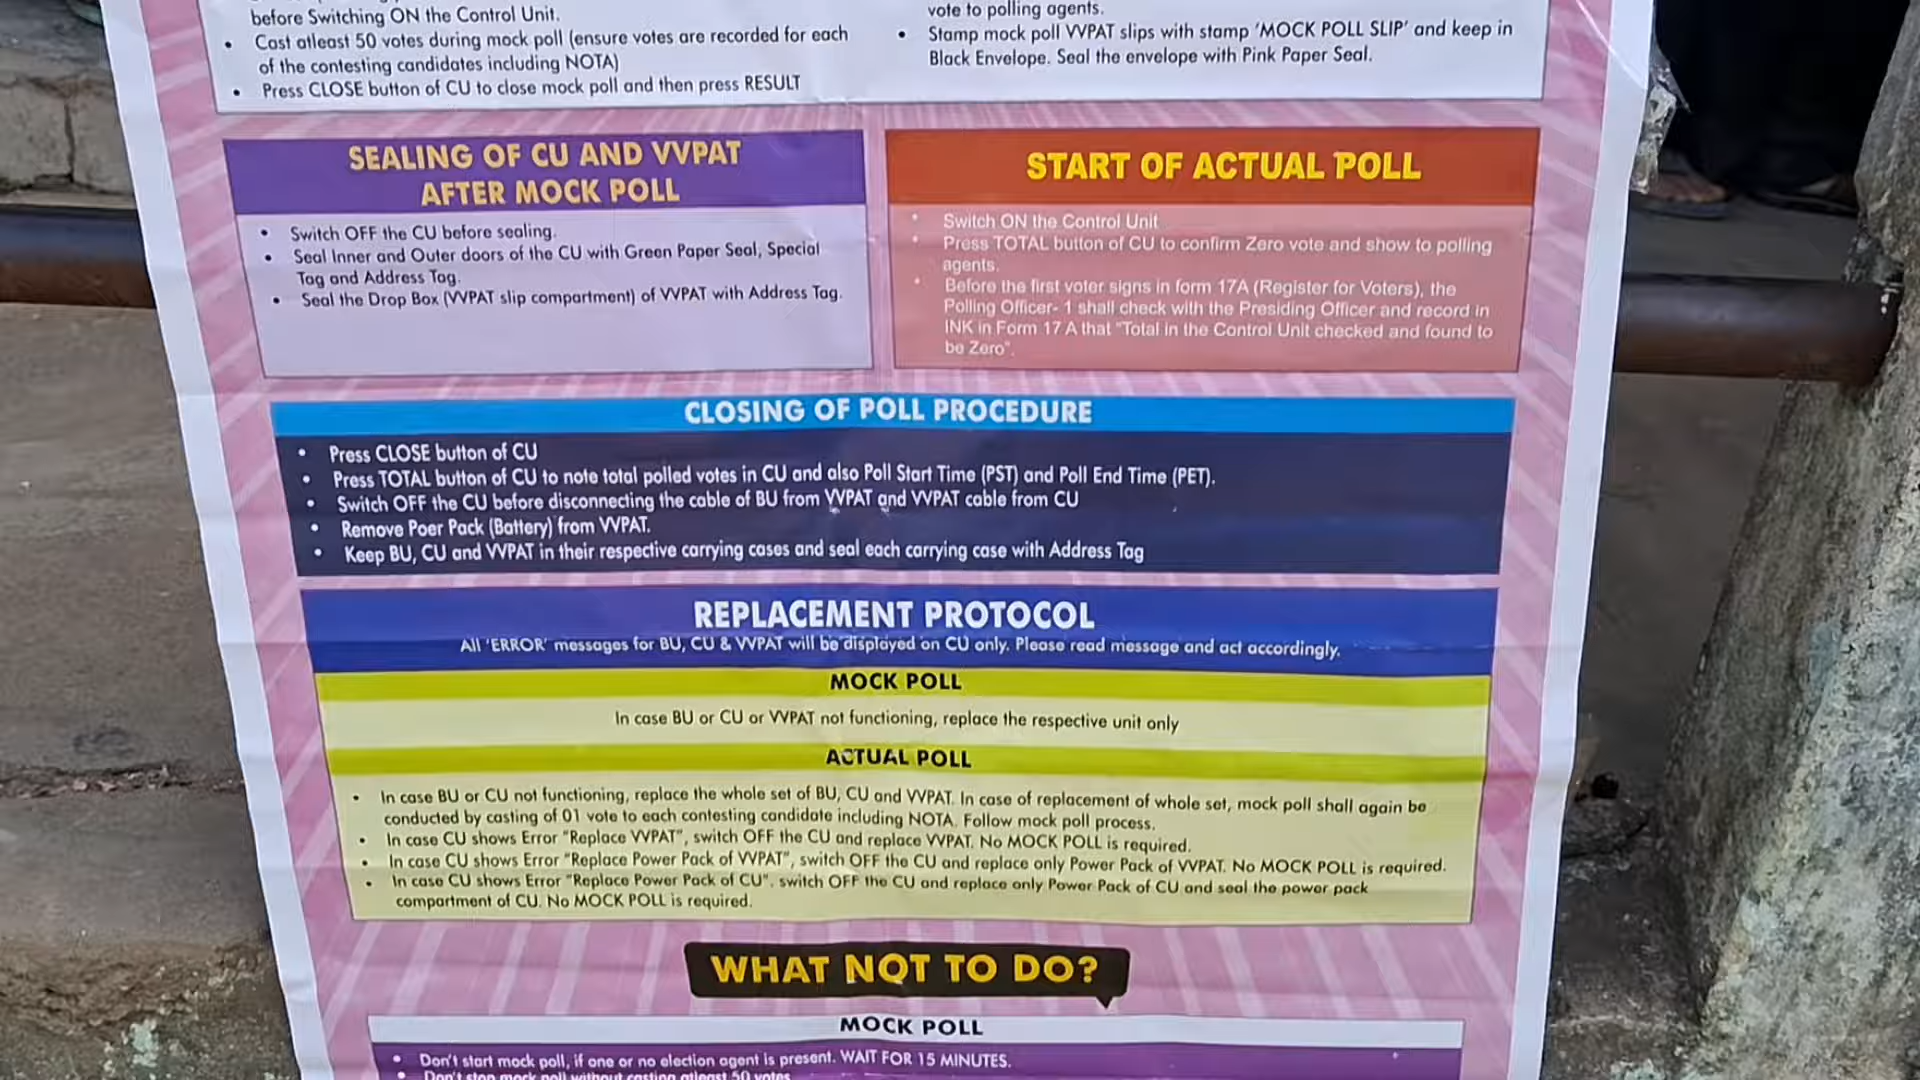 before Switching ON the Control Unit.
• Cast atleast 50 votes during mock poll (ensure votes are recorded for each
of the contesting candidates including NOTA)
• Press CLOSE button of CU to close mock poll and then press RESULT
vote to polling agents.
• Stamp mock poll VVPAT slips with stamp 'MOCK POLL SLIP' and keep in
Black Envelope. Seal the envelope with Pink Paper Seal.
SEALING OF CU AND VVPAT
AFTER MOCK POLL
• Switch OFF the CU before sealing.
• Seal Inner and Outer doors of the CU with Green Paper Seal, Special
Tag and Address Tag.
• Seal the Drop Box (VVPAT slip compartment) of VVPAT with Address Tag.
START OF ACTUAL POLL
• Switch ON the Control Unit
• Press TOTAL button of CU to confirm Zero vote and show to polling
agents.
• Before the first voter signs in form 17A (Register for Voters), the
Polling Officer- 1 shall check with the Presiding Officer and record in
INK in Form 17 A that "Total in the Control Unit checked and found to
be Zero".
CLOSING OF POLL PROCEDURE
• Press CLOSE button of CU
• Press TOTAL button of CU to note total polled votes in CU and also Poll Start Time (PST) and Poll End Time (PET).
• Switch OFF the CU before disconnecting the cable of BU from VVPAT and VVPAT cable from CU
• Remove Poer Pack (Battery) from VVPAT.
• Keep BU, CU and VVPAT in their respective carrying cases and seal each carrying case with Address Tag
REPLACEMENT PROTOCOL
All 'ERROR' messages for BU, CU & VVPAT will be displayed on CU only. Please read message and act accordingly.
MOCK POLL
In case BU or CU or VVPAT not functioning, replace the respective unit only
ACTUAL POLL
• In case BU or CU not functioning, replace the whole set of BU, CU and VVPAT. In case of replacement of whole set, mock poll shall again be
conducted by casting of 01 vote to each contesting candidate including NOTA. Follow mock poll process.
• In case CU shows Error "Replace VVPAT", switch OFF the CU and replace VVPAT. No MOCK POLL is required.
• In case CU shows Error "Replace Power Pack of VVPAT", switch OFF the CU and replace only Power Pack of VVPAT. No MOCK POLL is required.
• In case CU shows Error "Replace Power Pack of CU", switch OFF the CU and replace only Power Pack of CU and seal the power pack
compartment of CU. No MOCK POLL is required.
WHAT NOT TO DO?
MOCK POLL
• Don't start mock poll, if one or no election agent is present. WAIT FOR 15 MINUTES.
• Don't stop mock poll without casting atleast 50 votes